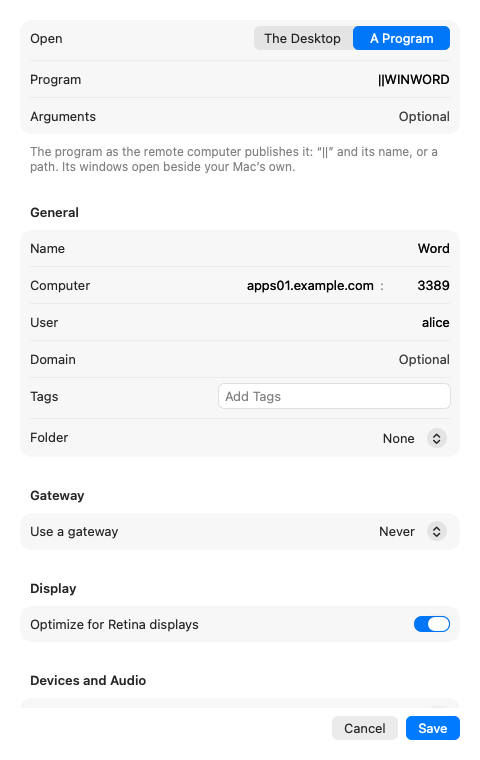 Open The Desktop A Program
Program ||WINWORD
Arguments Optional
The program as the remote computer publishes it: “||” and its name, or a
path. Its windows open beside your Mac’s own.
General
Name Word
Computer apps01.example.com : 3389
User alice
Domain Optional
Tags Add Tags
Folder None
Gateway
Use a gateway Never
Display
Optimize for Retina displays
Devices and Audio
Cancel Save